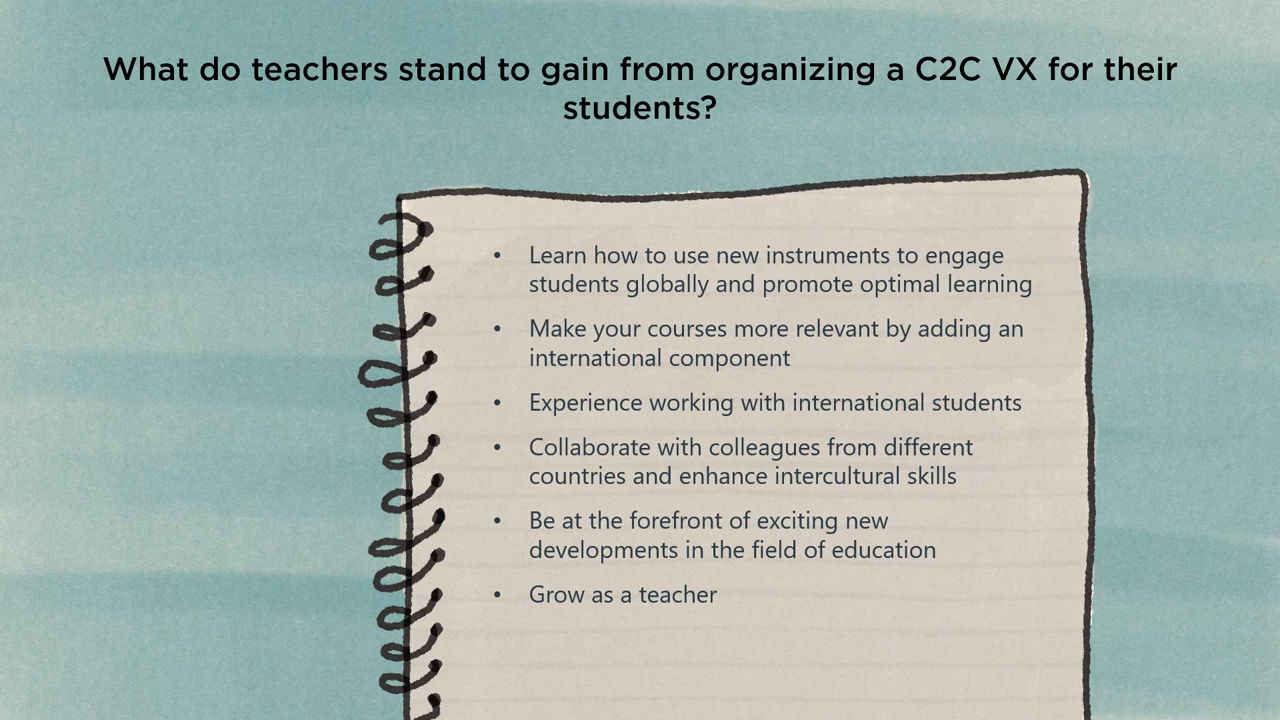 What do teachers stand to gain from organizing a C2C VX for their
students?
• Learn how to use new instruments to engage
students globally and promote optimal learning
• Make your courses more relevant by adding an
international component
• Experience working with international students
• Collaborate with colleagues from different
countries and enhance intercultural skills
• Be at the forefront of exciting new
developments in the field of education
• Grow as a teacher